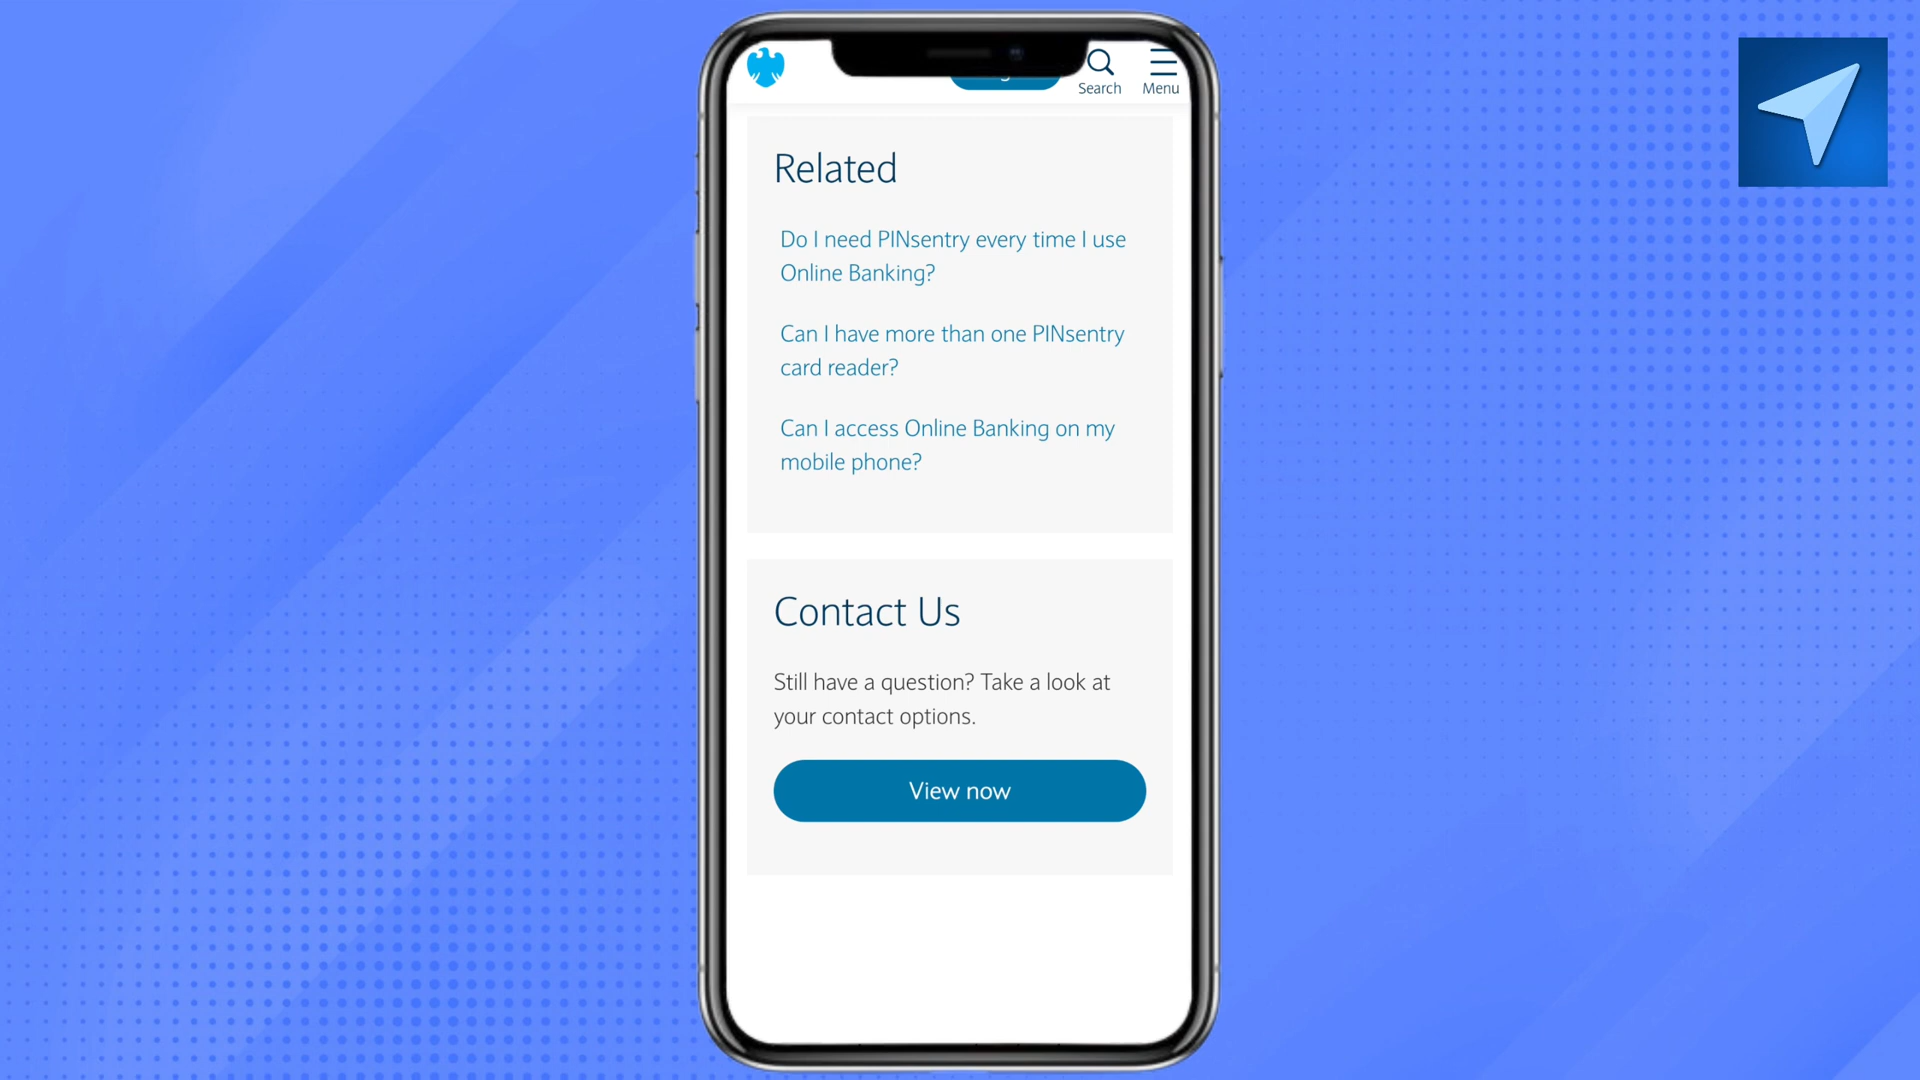 Search
Menu
Related
Do I need PINsentry every time I use
Online Banking?
Can I have more than one PINsentry
card reader?
Can I access Online Banking on my
mobile phone?
Contact Us
Still have a question? Take a look at
your contact options.
View now